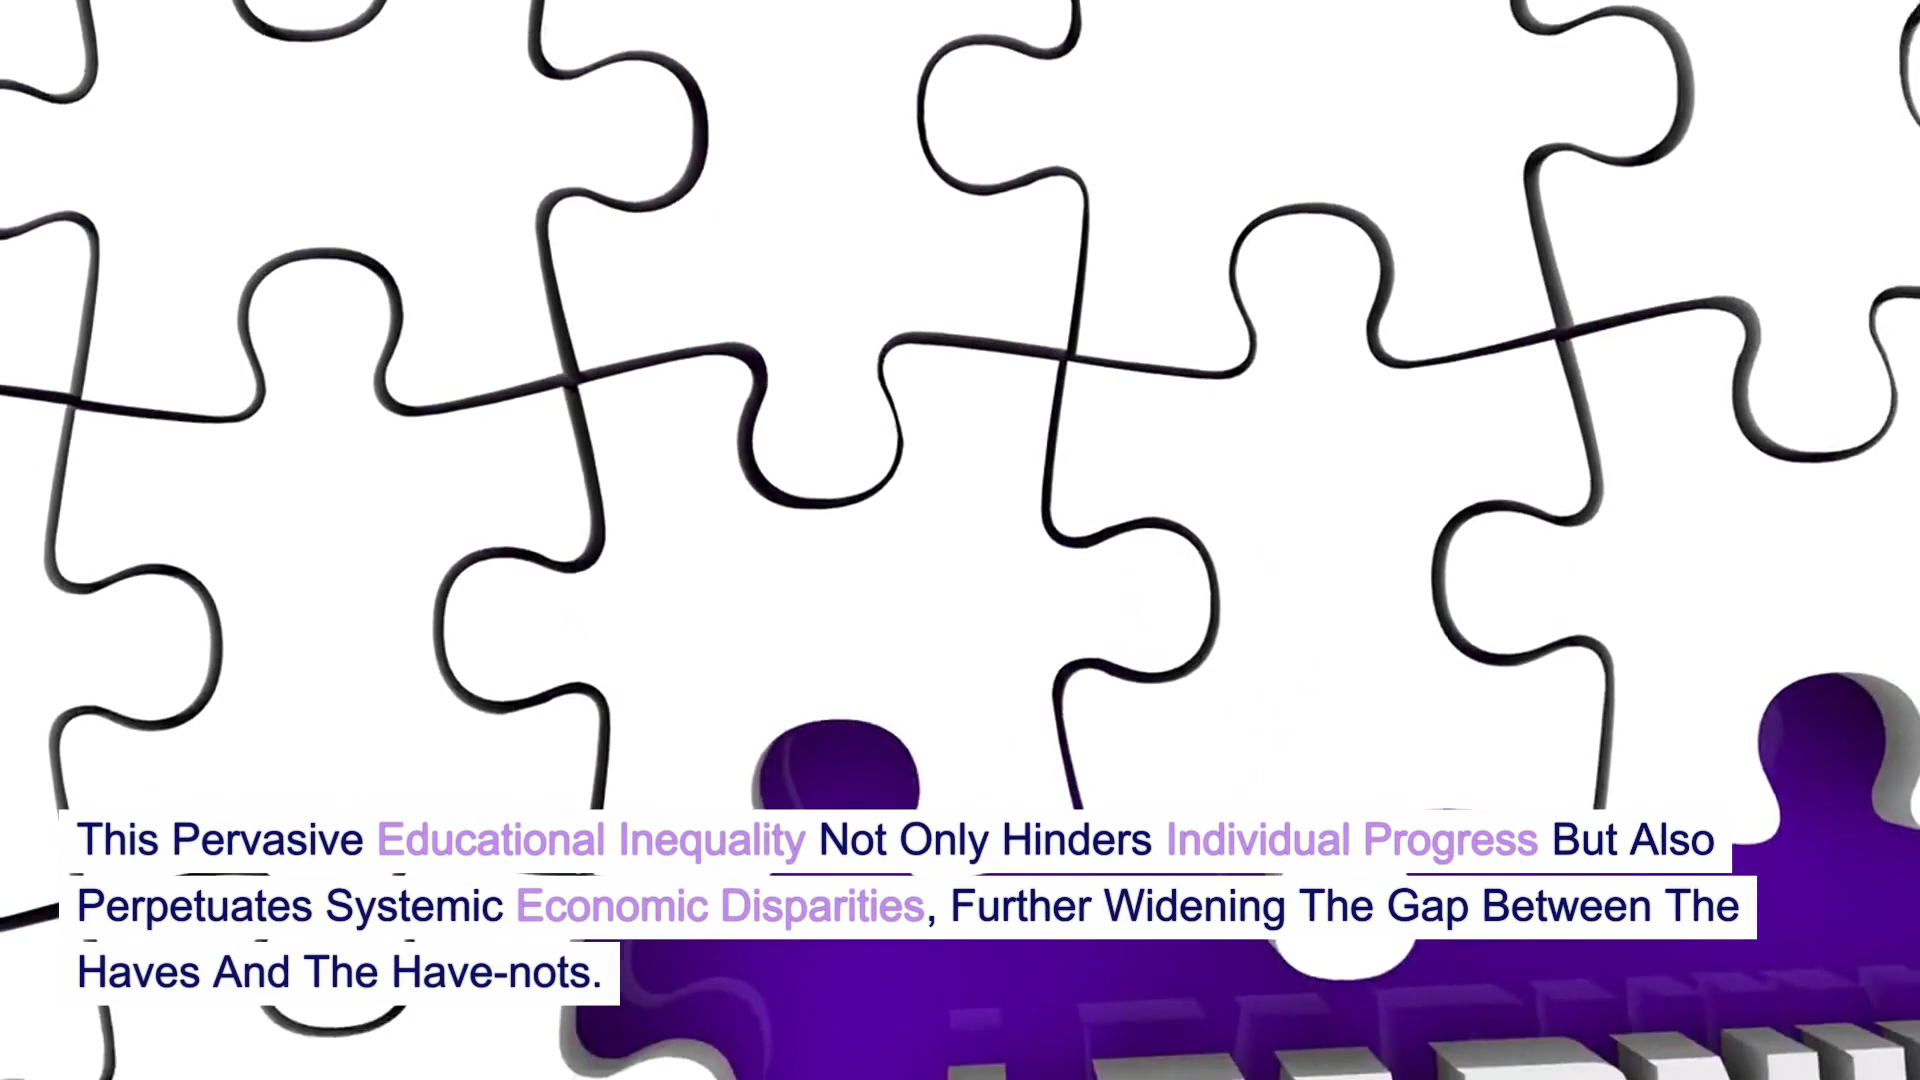 This Pervasive Educational Inequality Not Only Hinders Individual Progress But Also
Perpetuates Systemic Economic Disparities, Further Widening The Gap Between The
Haves And The Have-nots.